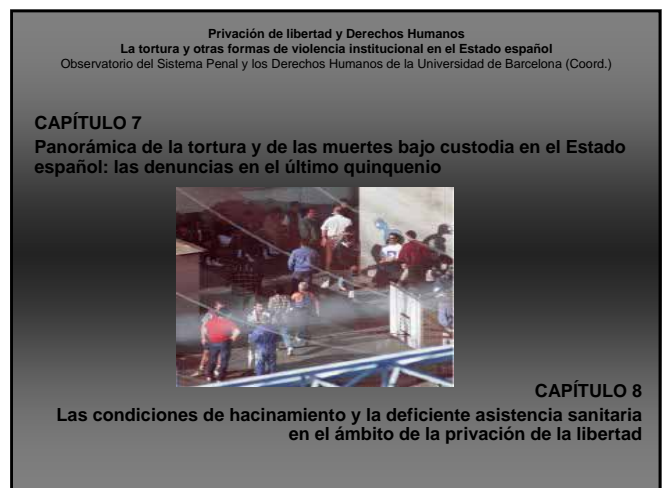 Privación de libertad y Derechos Humanos
La tortura y otras formas de violencia institucional en el Estado español
Observatorio del Sistema Penal y los Derechos Humanos de la Universidad de Barcelona (Coord.)
CAPÍTULO 7
Panorámica de la tortura y de las muertes bajo custodia en el Estado
español: las denuncias en el último quinquenio
CAPÍTULO 8
Las condiciones de hacinamiento y la deficiente asistencia sanitaria
en el ámbito de la privación de la libertad